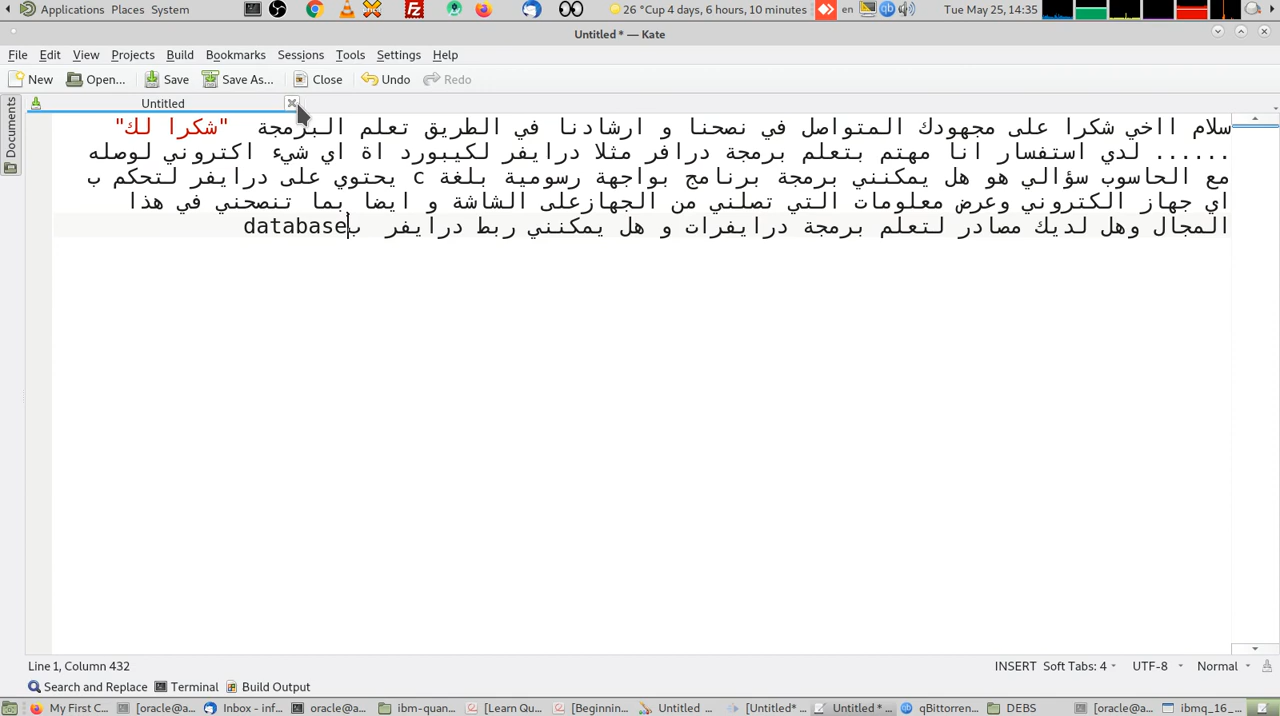 Applications Places System 26 °Cup 4 days, 6 hours, 10 minutes en Tue May 25, 14:35
Untitled * — Kate
File Edit View Projects Build Bookmarks Sessions Tools Settings Help
New Open... Save Save As... Close Undo Redo
Untitled
Documents
سلام ااخي شكرا على مجهودك المتواصل في نصحنا و ارشادنا في الطريق تعلم البرمجة "شكرا لك"
...... لدي استفسار انا مهتم بتعلم برمجة درافر مثلا درايفر لكيبورد اة اي شيء اكتروني لوصله
مع الحاسوب سؤالي هو هل يمكنني برمجة برنامج بواجهة رسومية بلغة c يحتوي على درايفر لتحكم ب
اي جهاز الكتروني وعرض معلومات التي تصلني من الجهازعلى الشاشة و ايضا بما تنصحني في هذا
المجال وهل لديك مصادر لتعلم برمجة درايفرات و هل يمكنني ربط درايفر بdatabase
Line 1, Column 432 INSERT Soft Tabs: 4 UTF-8 Normal
Search and Replace Terminal Build Output
My First C... [oracle@a... Inbox - inf... oracle@a... ibm-quan... [Learn Qu... [Beginnin... Untitled ... [Untitled*... Untitled *... qBittorren... DEBS [oracle@a... ibmq_16_...